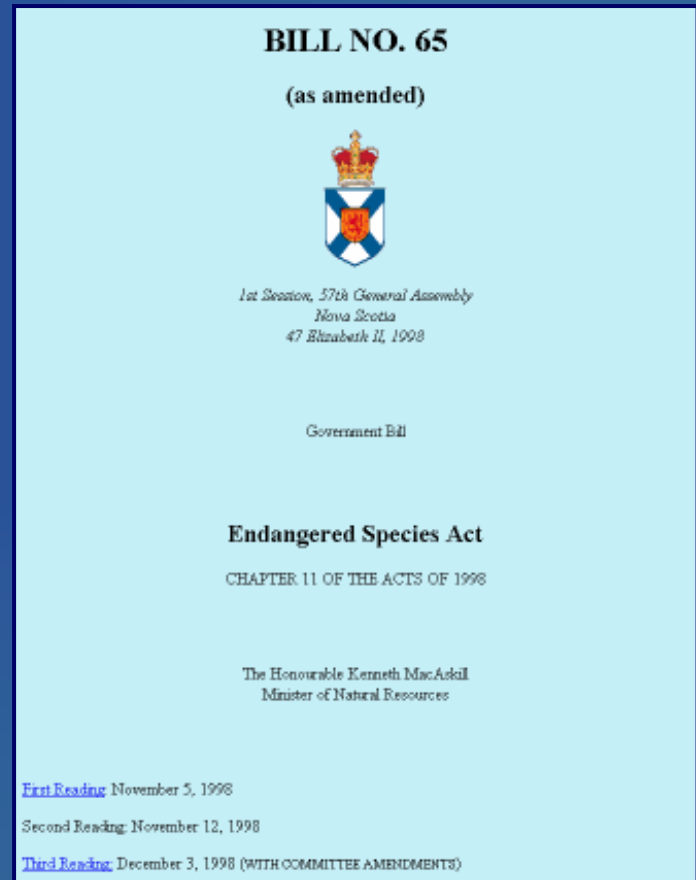 BILL NO. 65
(as amended)
1st Session, 57th General Assembly
Nova Scotia
47 Elizabeth II, 1998
Government Bill
Endangered Species Act
CHAPTER 11 OF THE ACTS OF 1998
The Honourable Kenneth MacAskill
Minister of Natural Resources
First Reading: November 5, 1998
Second Reading: November 12, 1998
Third Reading: December 3, 1998 (WITH COMMITTEE AMENDMENTS)